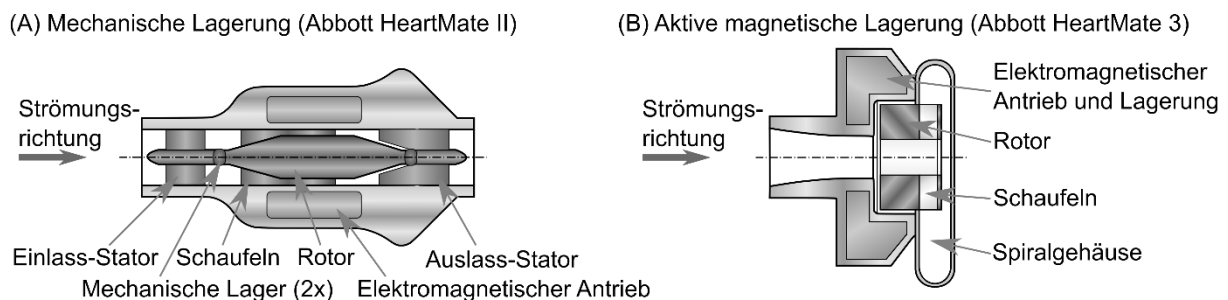 (A) Mechanische Lagerung (Abbott HeartMate II)
Strömungs-
richtung
Einlass-Stator Schaufeln Rotor Auslass-Stator
Mechanische Lager (2x) Elektromagnetischer Antrieb
(B) Aktive magnetische Lagerung (Abbott HeartMate 3)
Strömungs-
richtung
Elektromagnetischer
Antrieb und Lagerung
Rotor
Schaufeln
Spiralgehäuse